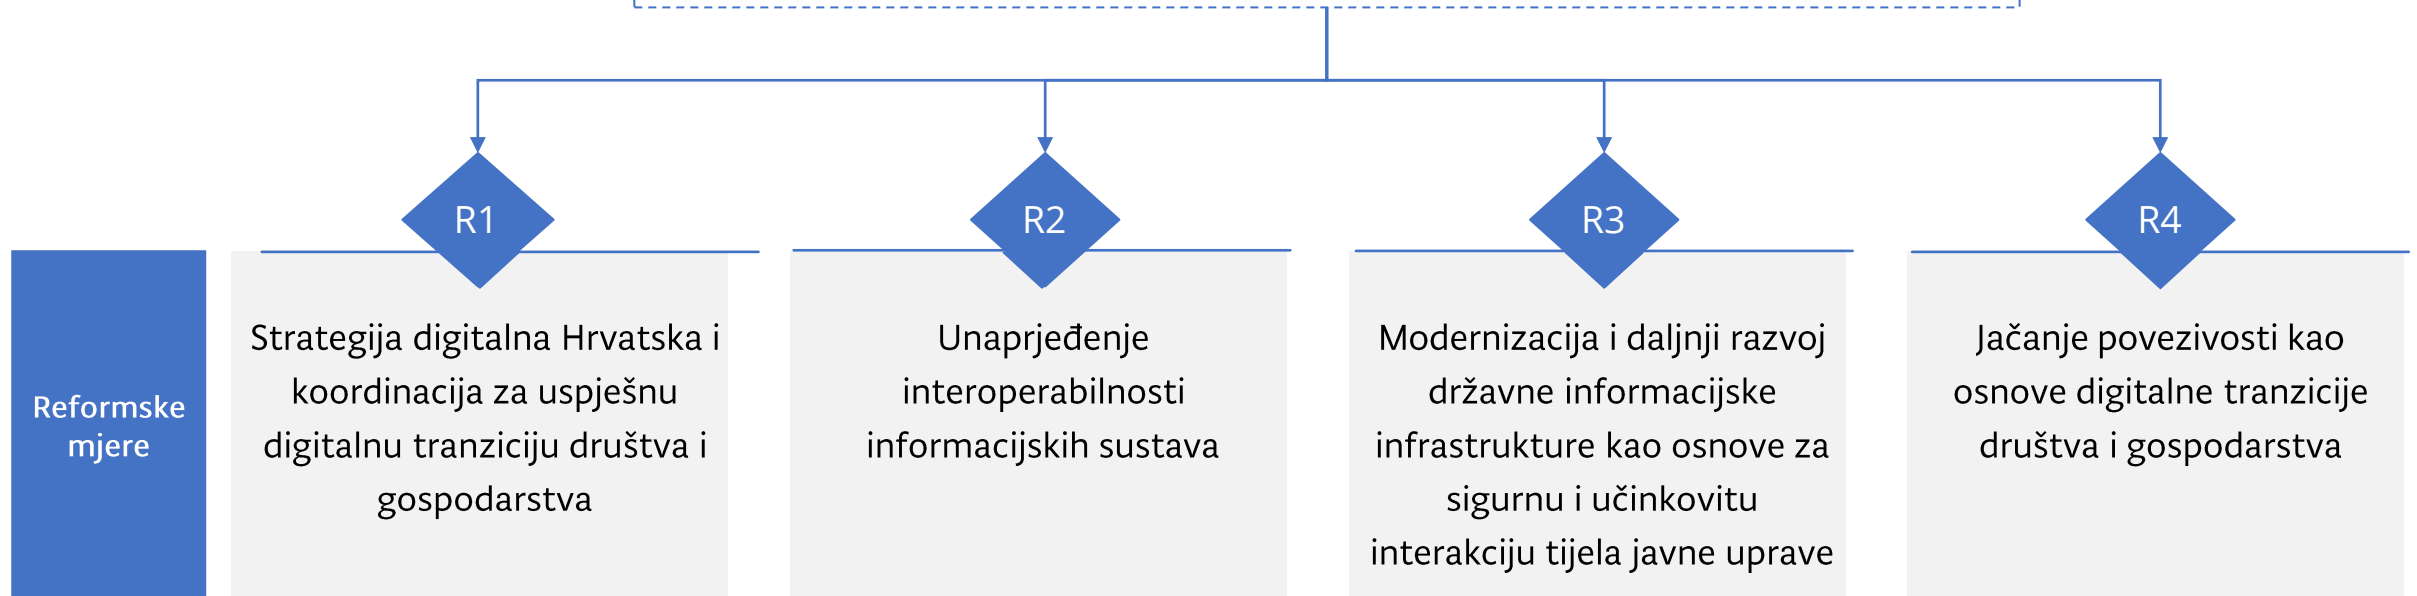 R1
R2
R3
R4
Reformske
mjere
Strategija digitalna Hrvatska i
koordinacija za uspješnu
digitalnu tranziciju društva i
gospodarstva
Unaprjeđenje
interoperabilnosti
informacijskih sustava
Modernizacija i daljnji razvoj
državne informacijske
infrastrukture kao osnove za
sigurnu i učinkovitu
interakciju tijela javne uprave
Jačanje povezivosti kao
osnove digitalne tranzicije
društva i gospodarstva